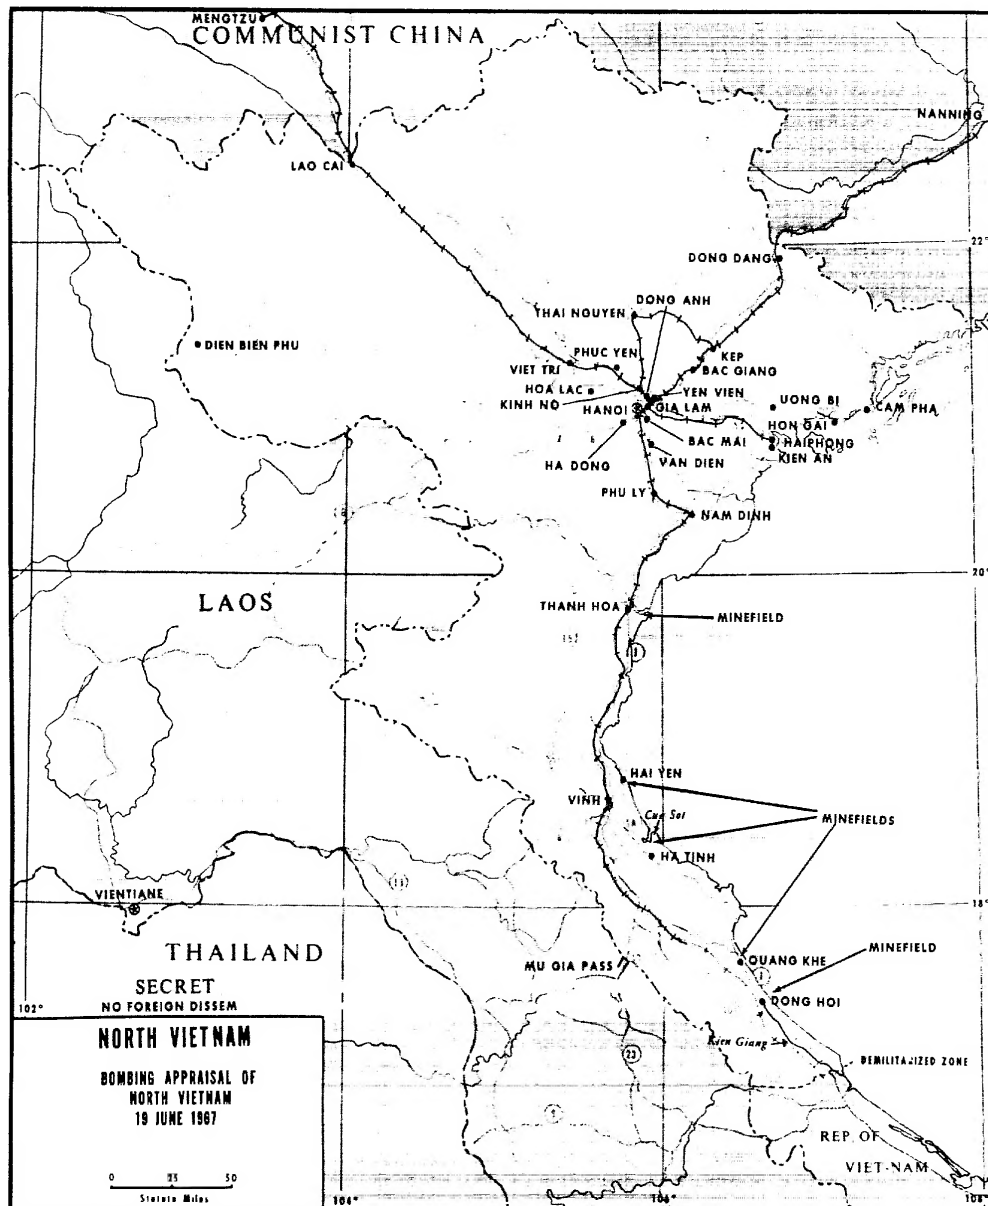 MENGTZU
COMMUNIST CHINA
NANNING
LAO CAI
22°
DONG DANG
DONG ANH
THAI NGUYEN
DIEN BIEN PHU
PHUC YEN
KEP
VIET TRI
BAC GIANG
HOA LAC
YEN VIEN
KINH NO
UONG BI
HANOI
GIA LAM
CAM PHA
HON GAI
BAC MAI
HAIPHONG
KIEN AN
HA DONG
VAN DIEN
PHU LY
NAM DINH
20°
LAOS
THANH HOA
MINEFIELD
HAI YEN
VINH
MINEFIELDS
Cua Sot
HA TINH
VIENTIANE
18°
THAILAND
MINEFIELD
QUANG KHE
MU GIA PASS
1
SECRET
DONG HOI
NO FOREIGN DISSEM
102°
NORTH VIETNAM
Kien Giang
23
DEMILITARIZED ZONE
BOMBING APPRAISAL OF
NORTH VIETNAM
19 JUNE 1967
REP. OF
VIET-NAM
0 25 50
Statute Miles
104°
106°